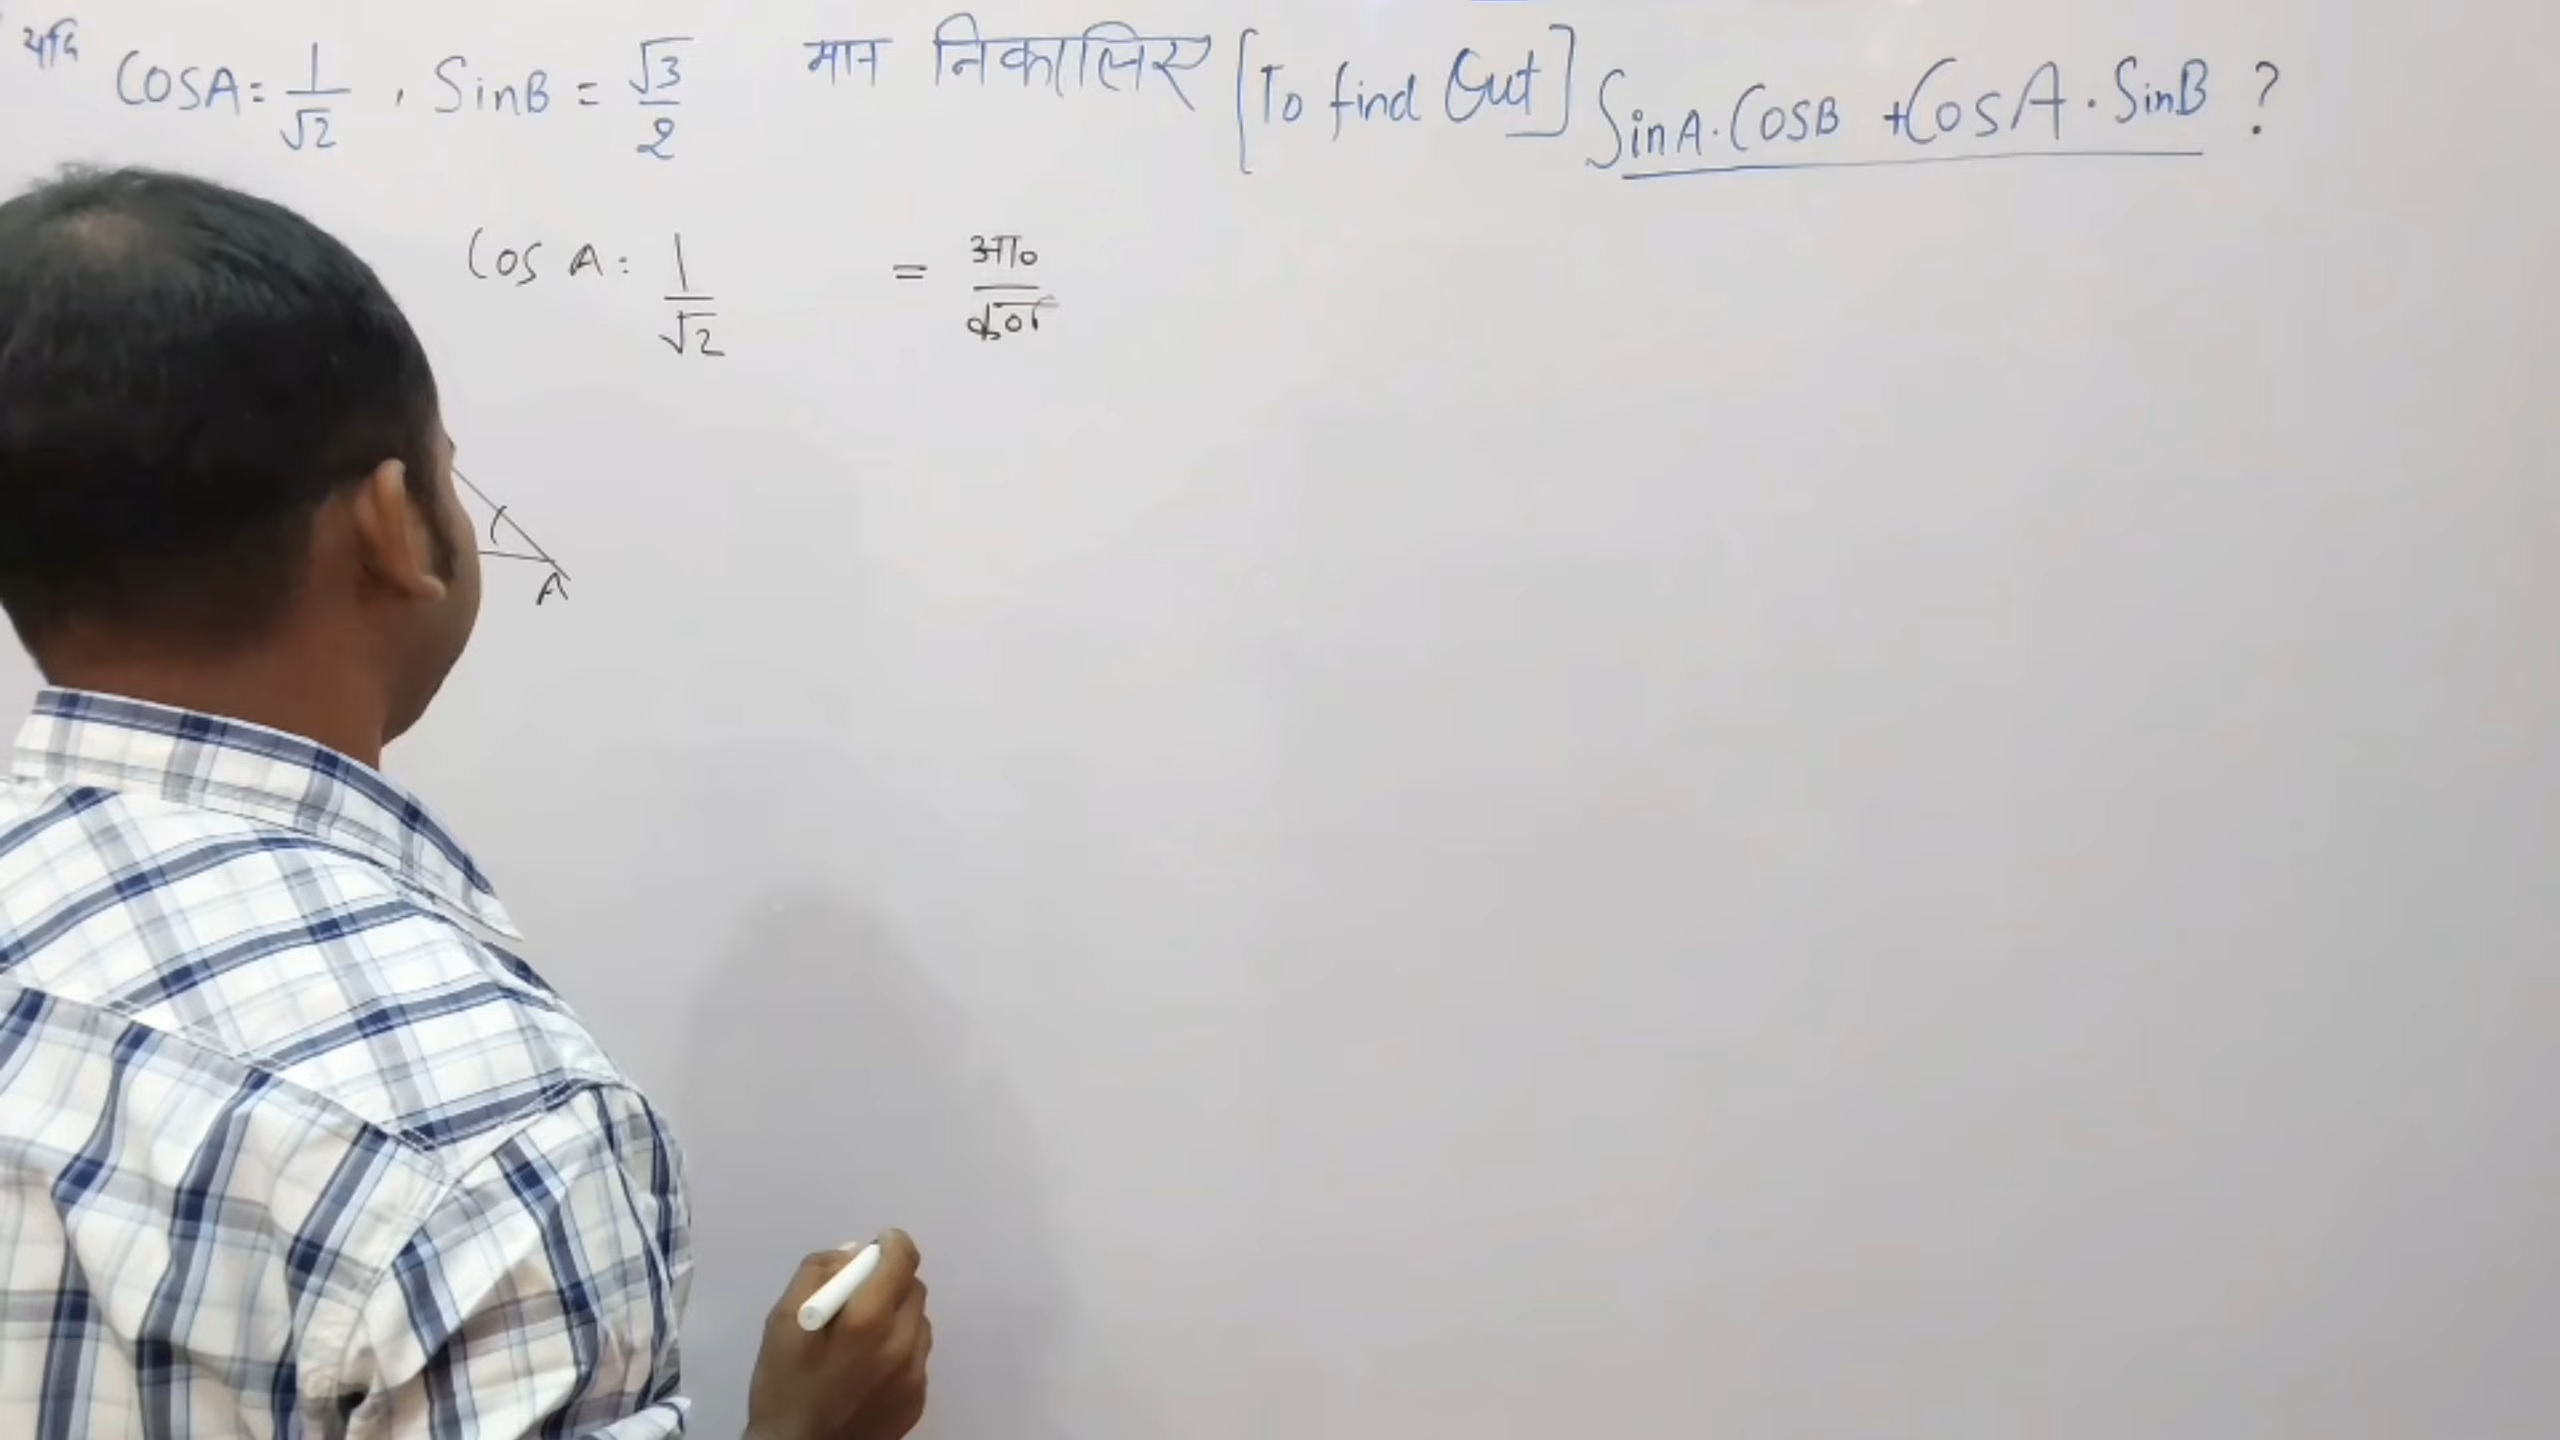 यदि COSA = 1/√2 , SinB = √3/2 मान निकालिए [To find Out] SinA. COSB + CosA . SinB ?
Cos A = 1/√2 = आ०/कर्ण
A